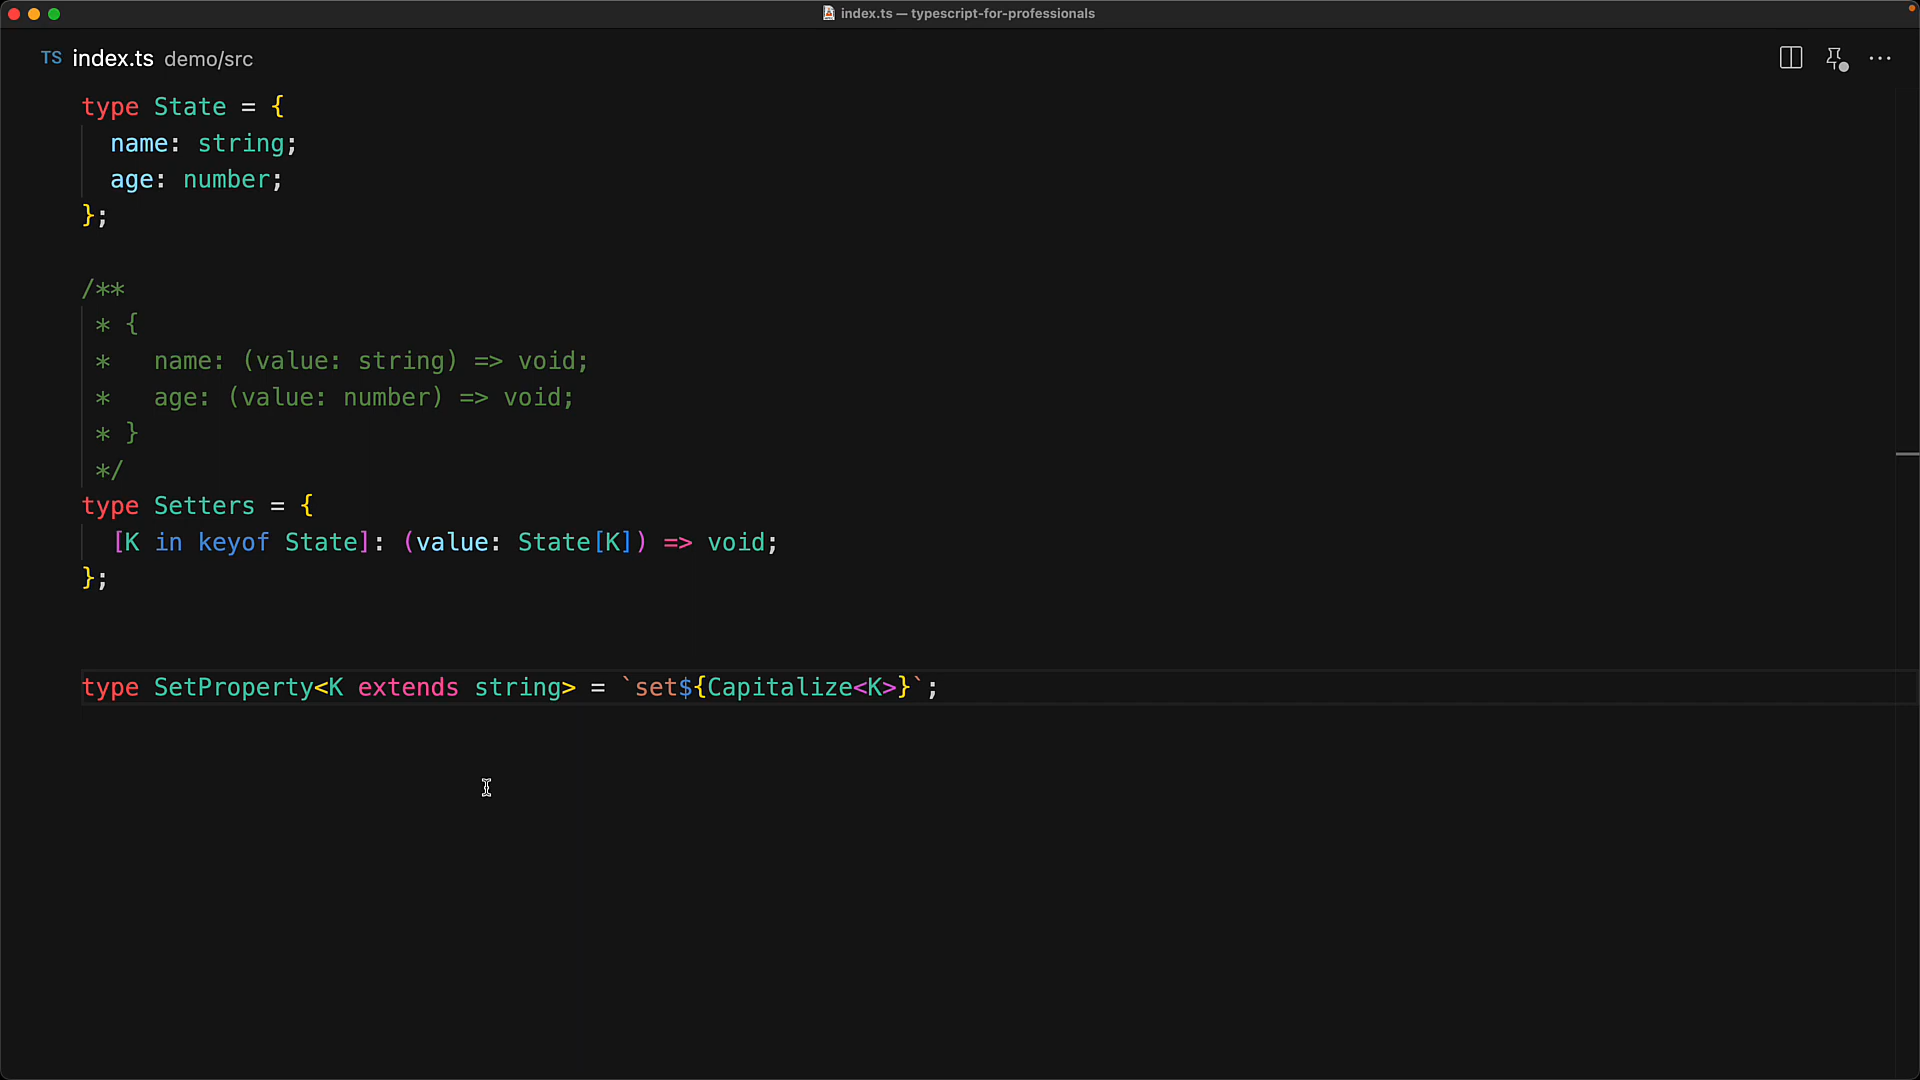 index.ts — typescript-for-professionals
TS index.ts demo/src
type State = {
  name: string;
  age: number;
};
/**
 * {
 *   name: (value: string) => void;
 *   age: (value: number) => void;
 * }
 */
type Setters = {
  [K in keyof State]: (value: State[K]) => void;
};
type SetProperty<K extends string> = `set${Capitalize<K>}`;